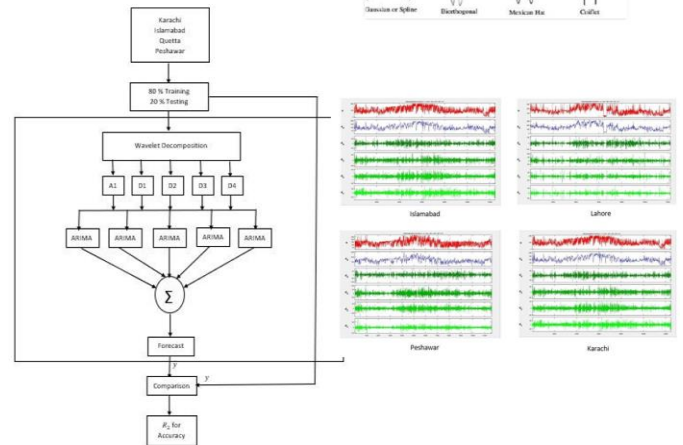 Gaussian or Spline
Biorthogonal
Mexican Hat
Coiflet
Karachi
Islamabad
Quetta
Peshawar
80 % Training
20 % Testing
Wavelet Decomposition
A1
D1
D2
D3
D4
ARIMA
ARIMA
ARIMA
ARIMA
ARIMA
Σ
Forecast
y
y
Comparison
R₂ for
Accuracy
Islamabad
Lahore
Peshawar
Karachi